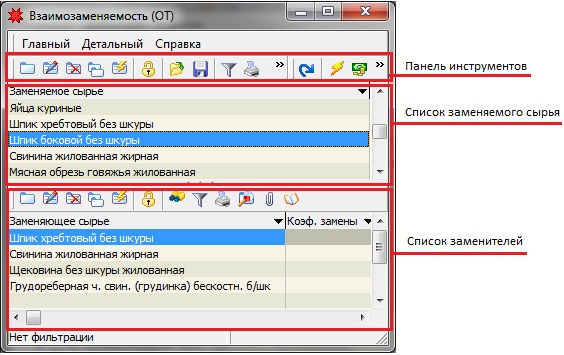 Взаимозаменяемость (ОТ)
Главный Детальный Справка
Панель инструментов
Заменяемое сырье
Яйца куриные
Список заменяемого сырья
Шпик хребтовый без шкуры
Шпик боковой без шкуры
Свинина жилованная жирная
Мясная обрезь говяжья жилованная
Заменяющее сырье Коэф. замены
Шпик хребтовый без шкуры
Список заменителей
Свинина жилованная жирная
Щековина без шкуры жилованная
Грудореберная ч. свин. (грудинка) бескостн. б/шк
Нет фильтрации